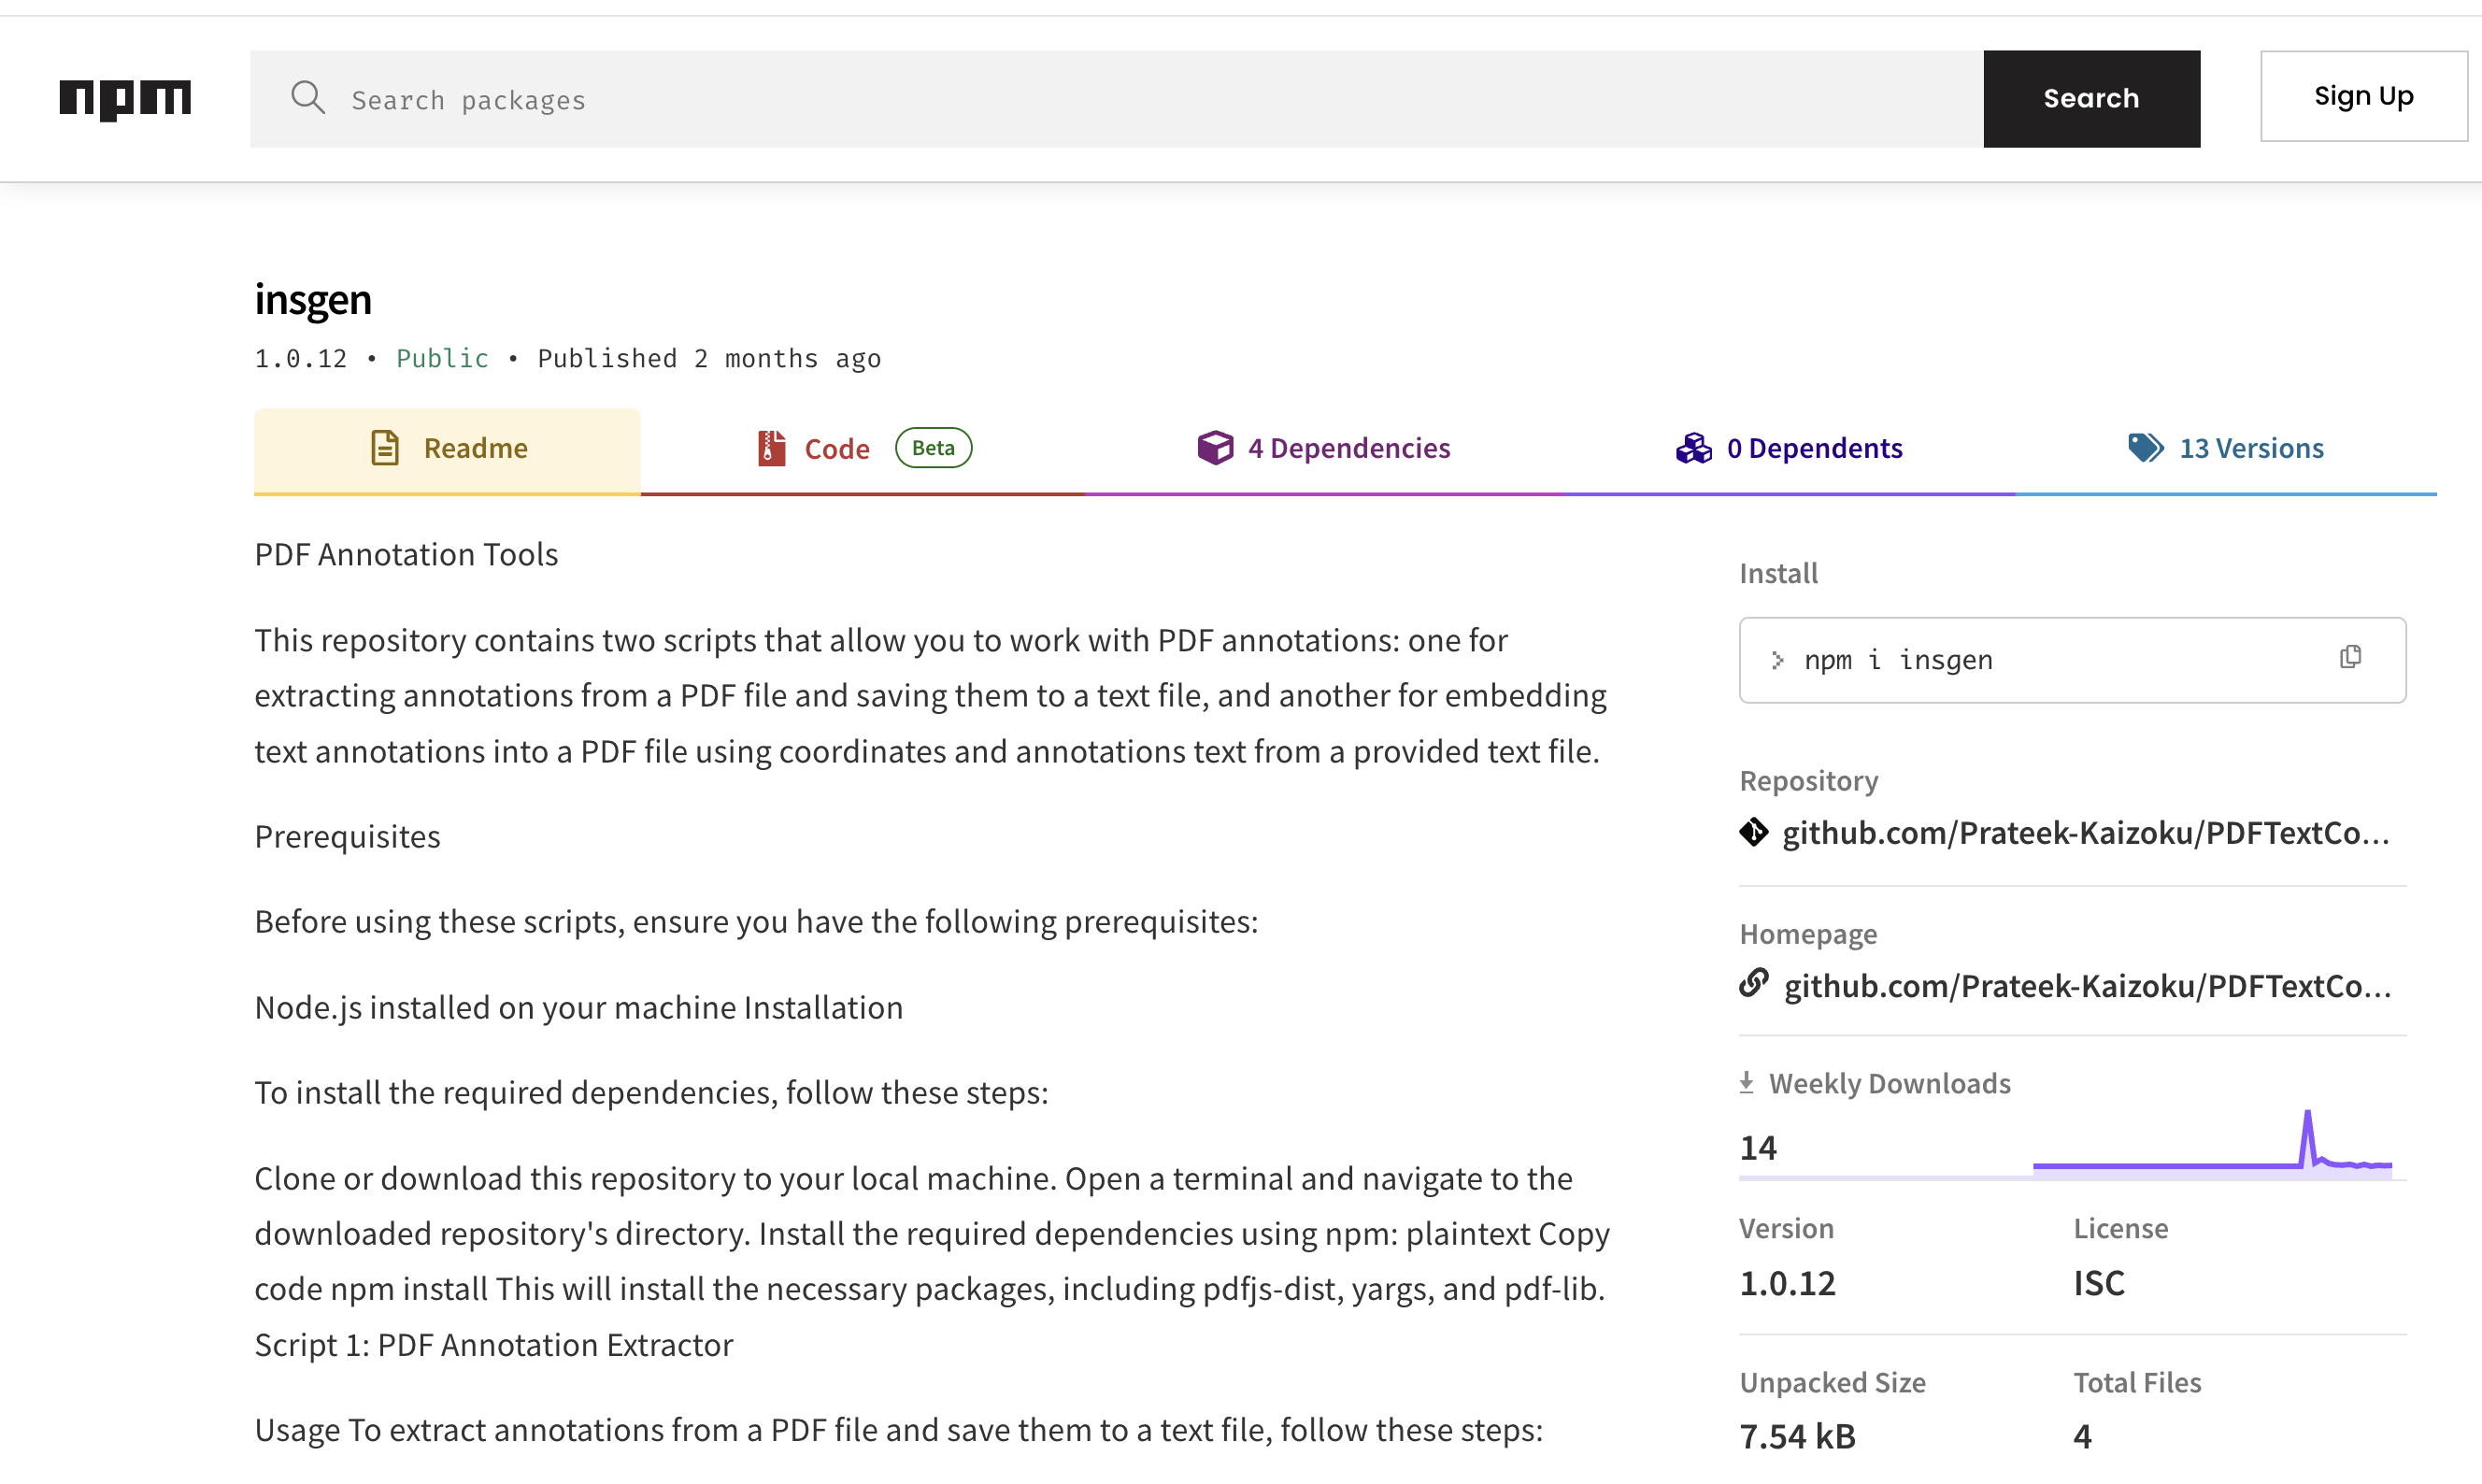 npm
Search packages
Search
Sign Up
insgen
1.0.12 • Public • Published 2 months ago
Readme
Code Beta
4 Dependencies
0 Dependents
13 Versions
PDF Annotation Tools
This repository contains two scripts that allow you to work with PDF annotations: one for
extracting annotations from a PDF file and saving them to a text file, and another for embedding
text annotations into a PDF file using coordinates and annotations text from a provided text file.
Prerequisites
Before using these scripts, ensure you have the following prerequisites:
Node.js installed on your machine Installation
To install the required dependencies, follow these steps:
Clone or download this repository to your local machine. Open a terminal and navigate to the
downloaded repository's directory. Install the required dependencies using npm: plaintext Copy
code npm install This will install the necessary packages, including pdfjs-dist, yargs, and pdf-lib.
Script 1: PDF Annotation Extractor
Usage To extract annotations from a PDF file and save them to a text file, follow these steps:
Install
> npm i insgen
Repository
github.com/Prateek-Kaizoku/PDFTextCo...
Homepage
github.com/Prateek-Kaizoku/PDFTextCo...
Weekly Downloads
14
Version
1.0.12
License
ISC
Unpacked Size
7.54 kB
Total Files
4